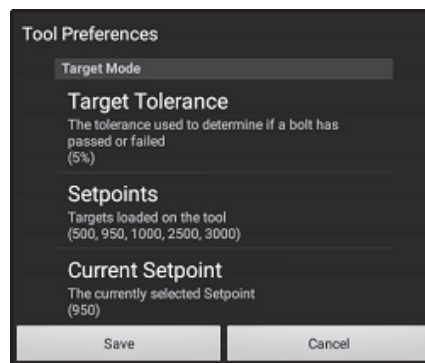 Tool Preferences
Target Mode
Target Tolerance
The tolerance used to determine if a bolt has
passed or failed
(5%)
Setpoints
Targets loaded on the tool
(500, 950, 1000, 2500, 3000)
Current Setpoint
The currently selected Setpoint
(950)
Save
Cancel